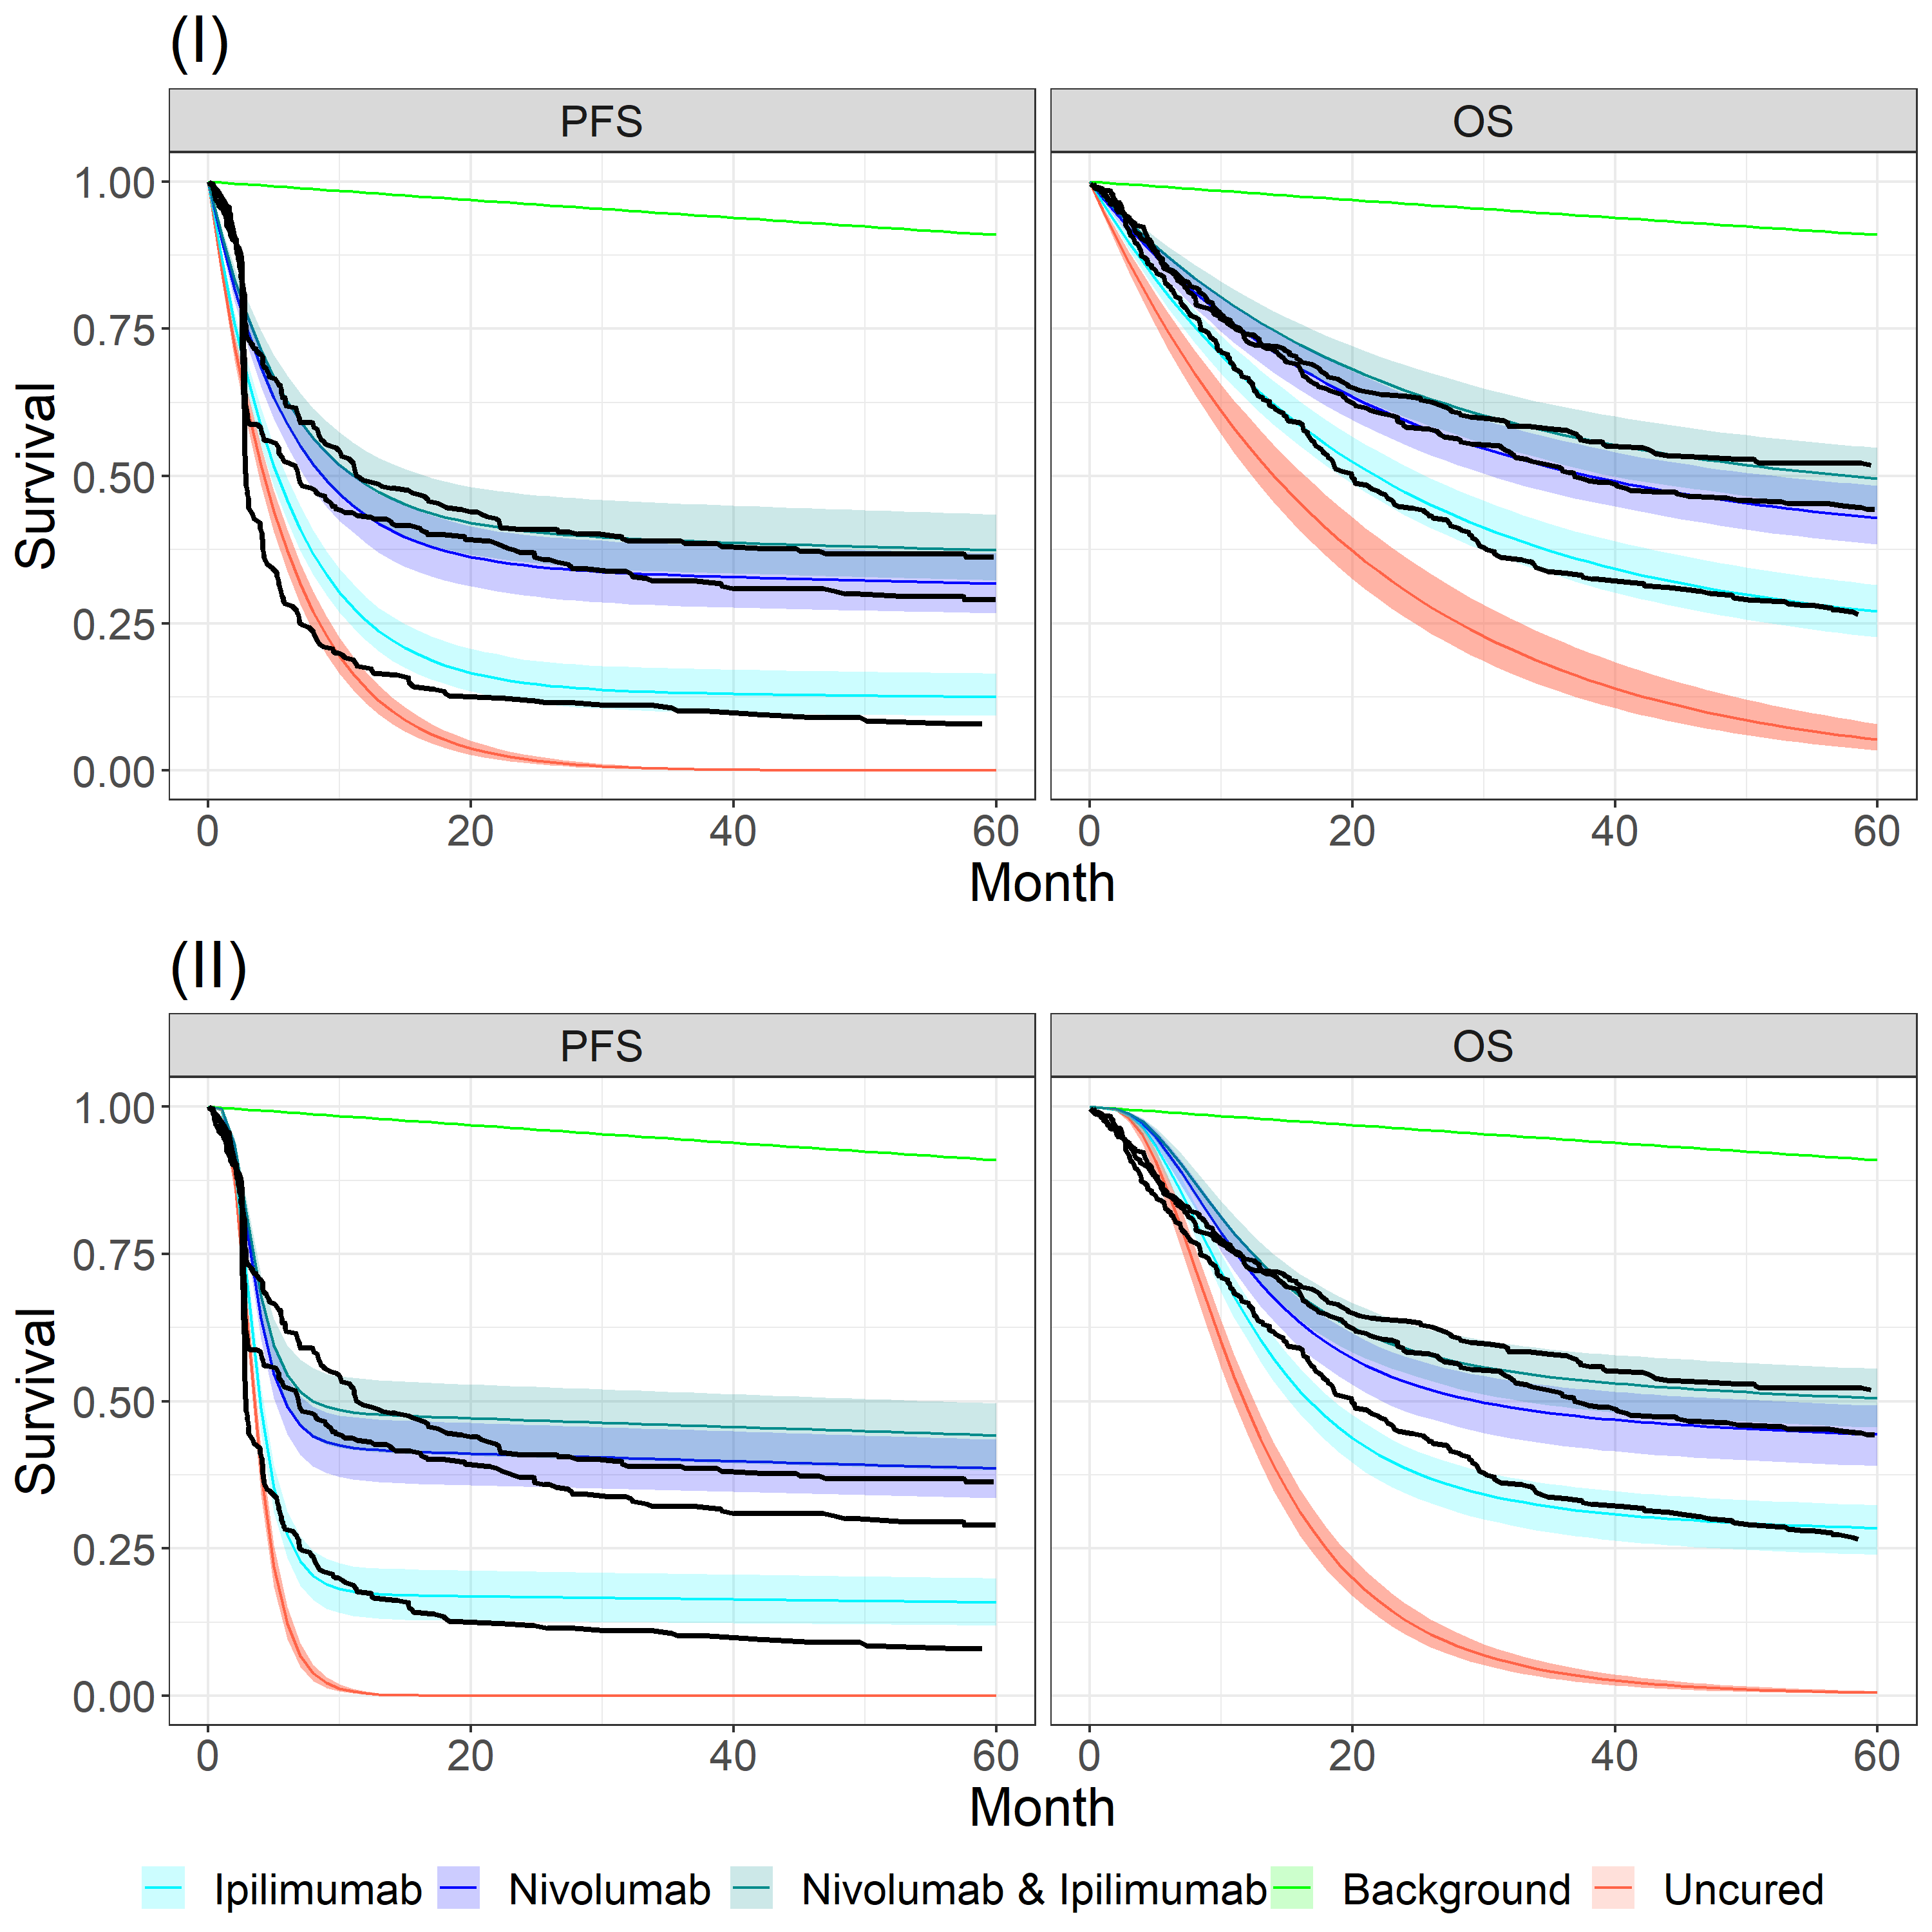 (I)
PFS OS
Survival
1.00
0.75
0.50
0.25
0.00
0 20 40 60 0 20 40 60
Month
(II)
PFS OS
Survival
1.00
0.75
0.50
0.25
0.00
0 20 40 60 0 20 40 60
Month
Ipilimumab Nivolumab Nivolumab & Ipilimumab Background Uncured